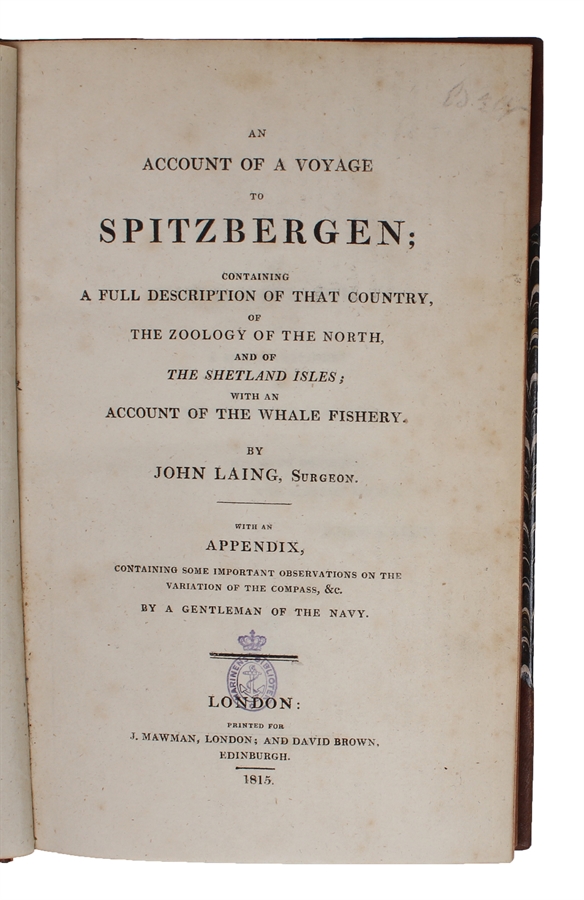 AN
ACCOUNT OF A VOYAGE
TO
SPITZBERGEN;
CONTAINING
A FULL DESCRIPTION OF THAT COUNTRY,
OF
THE ZOOLOGY OF THE NORTH,
AND OF
THE SHETLAND ISLES;
WITH AN
ACCOUNT OF THE WHALE FISHERY.
BY
JOHN LAING, SURGEON.
WITH AN
APPENDIX,
CONTAINING SOME IMPORTANT OBSERVATIONS ON THE
VARIATION OF THE COMPASS, &c.
BY A GENTLEMAN OF THE NAVY.
MARINENS BIBLIOTEK
LONDON:
PRINTED FOR
J. MAWMAN, LONDON; AND DAVID BROWN,
EDINBURGH.
1815.